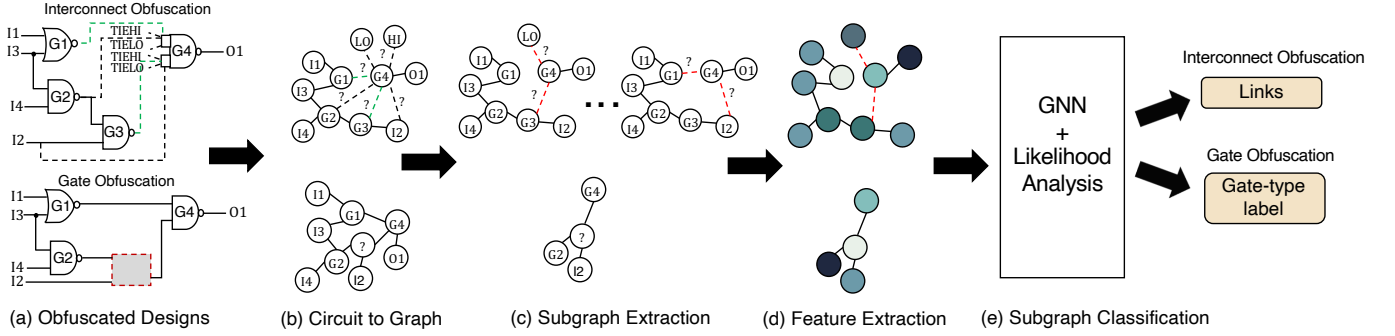 Interconnect Obfuscation
I1
I3
G1
TIEHI
TIELO
TIEHI
TIELO
G4
O1
G2
I4
G3
I2
Gate Obfuscation
I1
I3
G1
G4
O1
G2
I4
I2
(a) Obfuscated Designs
LO
HI
I1
?
?
G1
G4
O1
I3
?
?
?
G2
G3
I2
I4
I1
G1
I3
G4
?
G2
O1
I4
I2
(b) Circuit to Graph
LO
?
I1
G1
G4
O1
I3
?
G2
G3
I2
I4
...
I1
?
G1
G4
O1
I3
?
G2
G3
I2
I4
G4
?
G2
I2
(c) Subgraph Extraction
(d) Feature Extraction
GNN
+
Likelihood
Analysis
Interconnect Obfuscation
Links
Gate Obfuscation
Gate-type
label
(e) Subgraph Classification